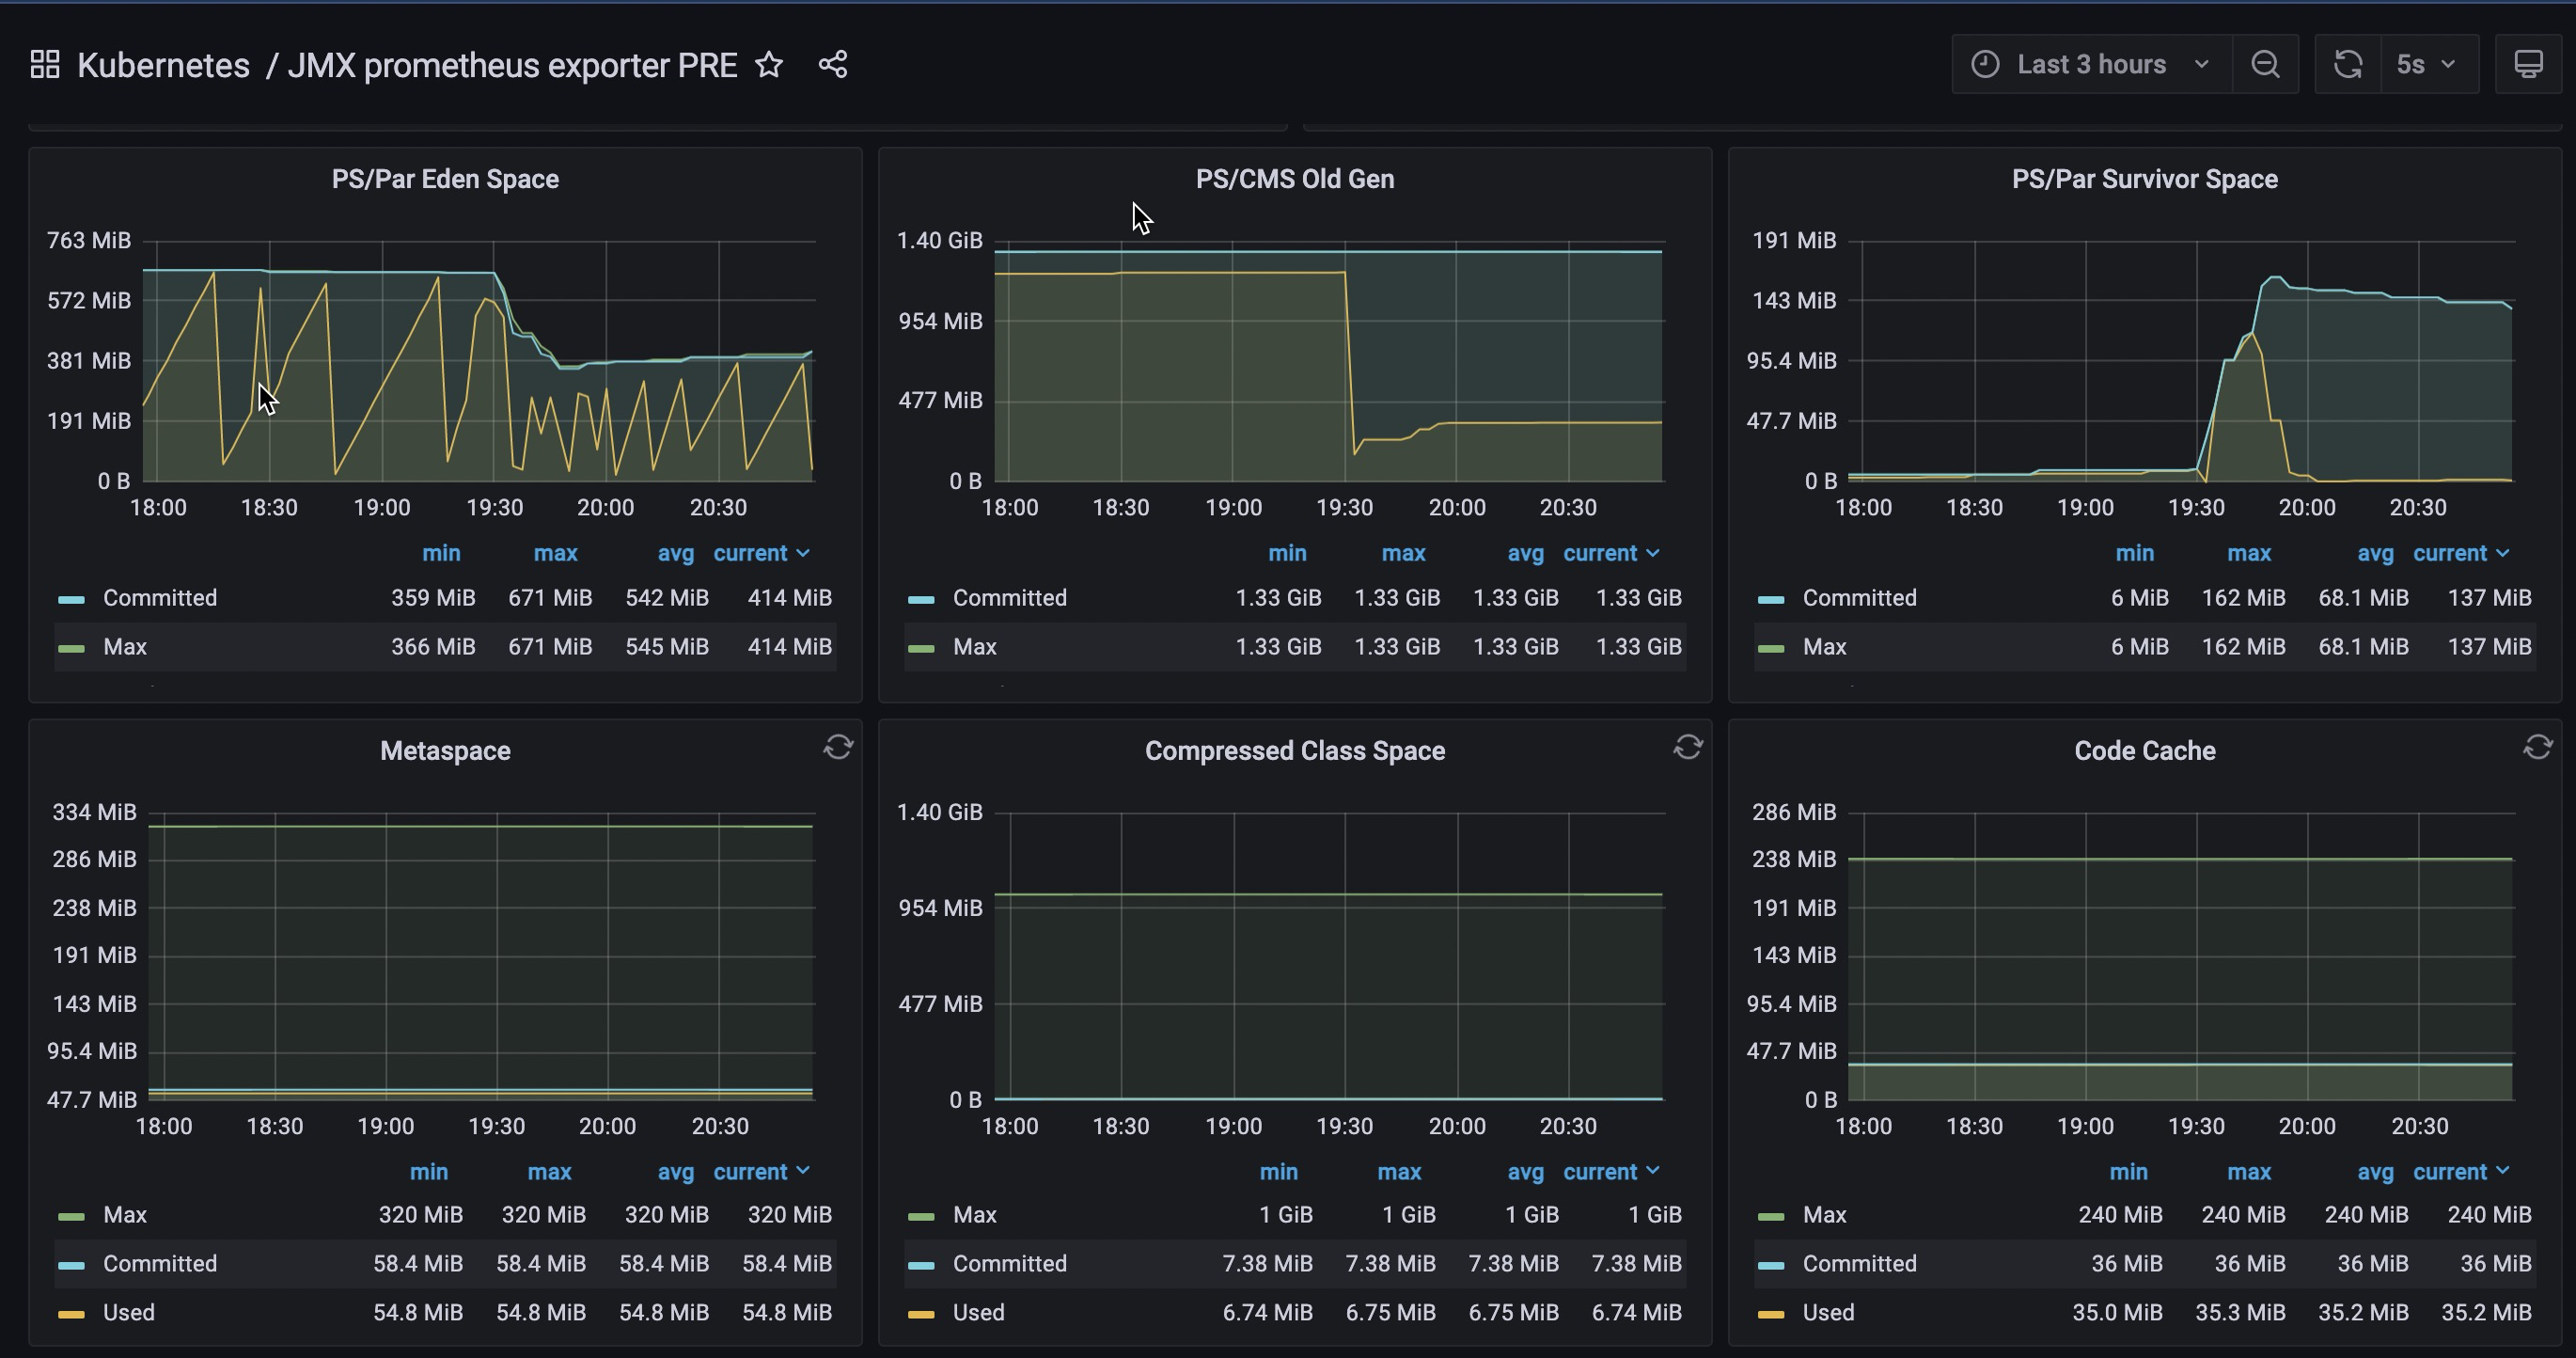 Kubernetes / JMX prometheus exporter PRE
Last 3 hours
5s
PS/Par Eden Space
763 MiB
572 MiB
381 MiB
191 MiB
0 B
18:00 18:30 19:00 19:30 20:00 20:30
min max avg current
Committed 359 MiB 671 MiB 542 MiB 414 MiB
Max 366 MiB 671 MiB 545 MiB 414 MiB
PS/CMS Old Gen
1.40 GiB
954 MiB
477 MiB
0 B
18:00 18:30 19:00 19:30 20:00 20:30
min max avg current
Committed 1.33 GiB 1.33 GiB 1.33 GiB 1.33 GiB
Max 1.33 GiB 1.33 GiB 1.33 GiB 1.33 GiB
PS/Par Survivor Space
191 MiB
143 MiB
95.4 MiB
47.7 MiB
0 B
18:00 18:30 19:00 19:30 20:00 20:30
min max avg current
Committed 6 MiB 162 MiB 68.1 MiB 137 MiB
Max 6 MiB 162 MiB 68.1 MiB 137 MiB
Metaspace
334 MiB
286 MiB
238 MiB
191 MiB
143 MiB
95.4 MiB
47.7 MiB
18:00 18:30 19:00 19:30 20:00 20:30
min max avg current
Max 320 MiB 320 MiB 320 MiB 320 MiB
Committed 58.4 MiB 58.4 MiB 58.4 MiB 58.4 MiB
Used 54.8 MiB 54.8 MiB 54.8 MiB 54.8 MiB
Compressed Class Space
1.40 GiB
954 MiB
477 MiB
0 B
18:00 18:30 19:00 19:30 20:00 20:30
min max avg current
Max 1 GiB 1 GiB 1 GiB 1 GiB
Committed 7.38 MiB 7.38 MiB 7.38 MiB 7.38 MiB
Used 6.74 MiB 6.75 MiB 6.75 MiB 6.74 MiB
Code Cache
286 MiB
238 MiB
191 MiB
143 MiB
95.4 MiB
47.7 MiB
0 B
18:00 18:30 19:00 19:30 20:00 20:30
min max avg current
Max 240 MiB 240 MiB 240 MiB 240 MiB
Committed 36 MiB 36 MiB 36 MiB 36 MiB
Used 35.0 MiB 35.3 MiB 35.2 MiB 35.2 MiB